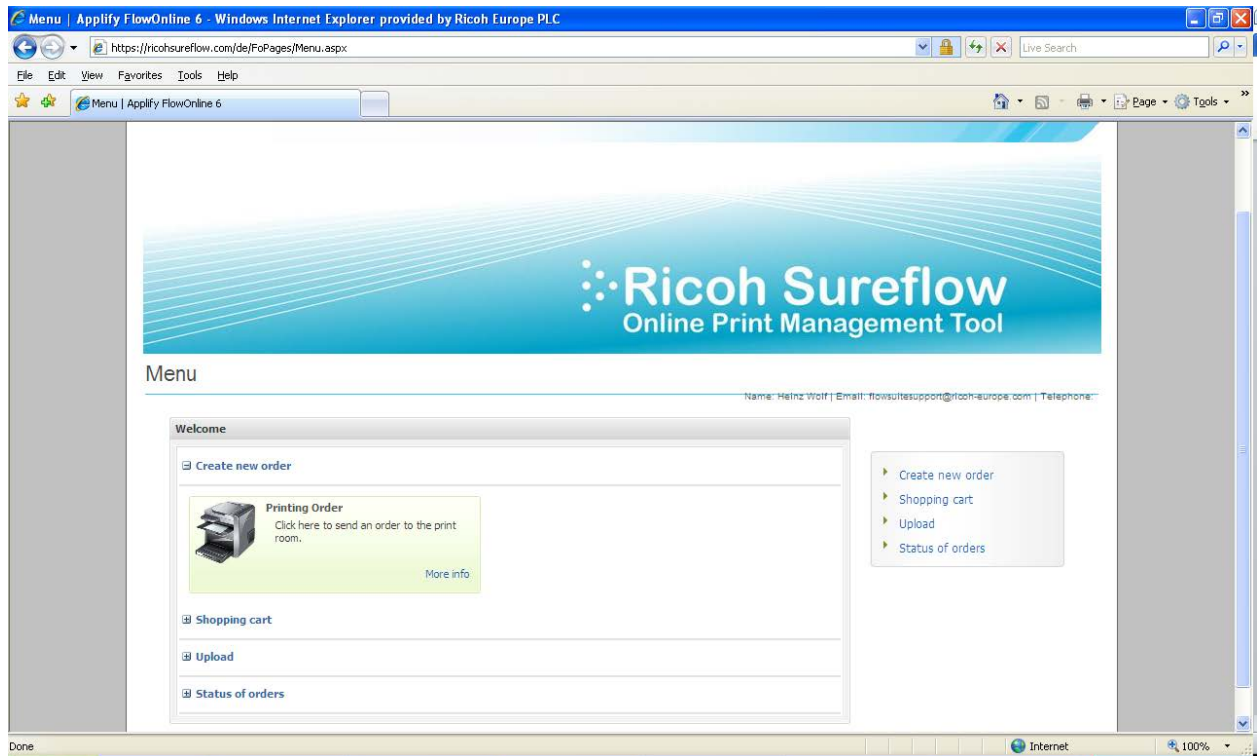 Menu | Applify FlowOnline 6 - Windows Internet Explorer provided by Ricoh Europe PLC
https://ricohsureflow.com/de/FoPages/Menu.aspx
Live Search
File Edit View Favorites Tools Help
Menu | Applify FlowOnline 6
Page Tools
Ricoh Sureflow
Online Print Management Tool
Menu
Name: Heinz Wolf | Email: flowsuitesupport@ricoh-europe.com | Telephone:
Welcome
Create new order
Printing Order
Click here to send an order to the print
room.
More info
Shopping cart
Upload
Status of orders
Create new order
Shopping cart
Upload
Status of orders
Done
Internet
100%